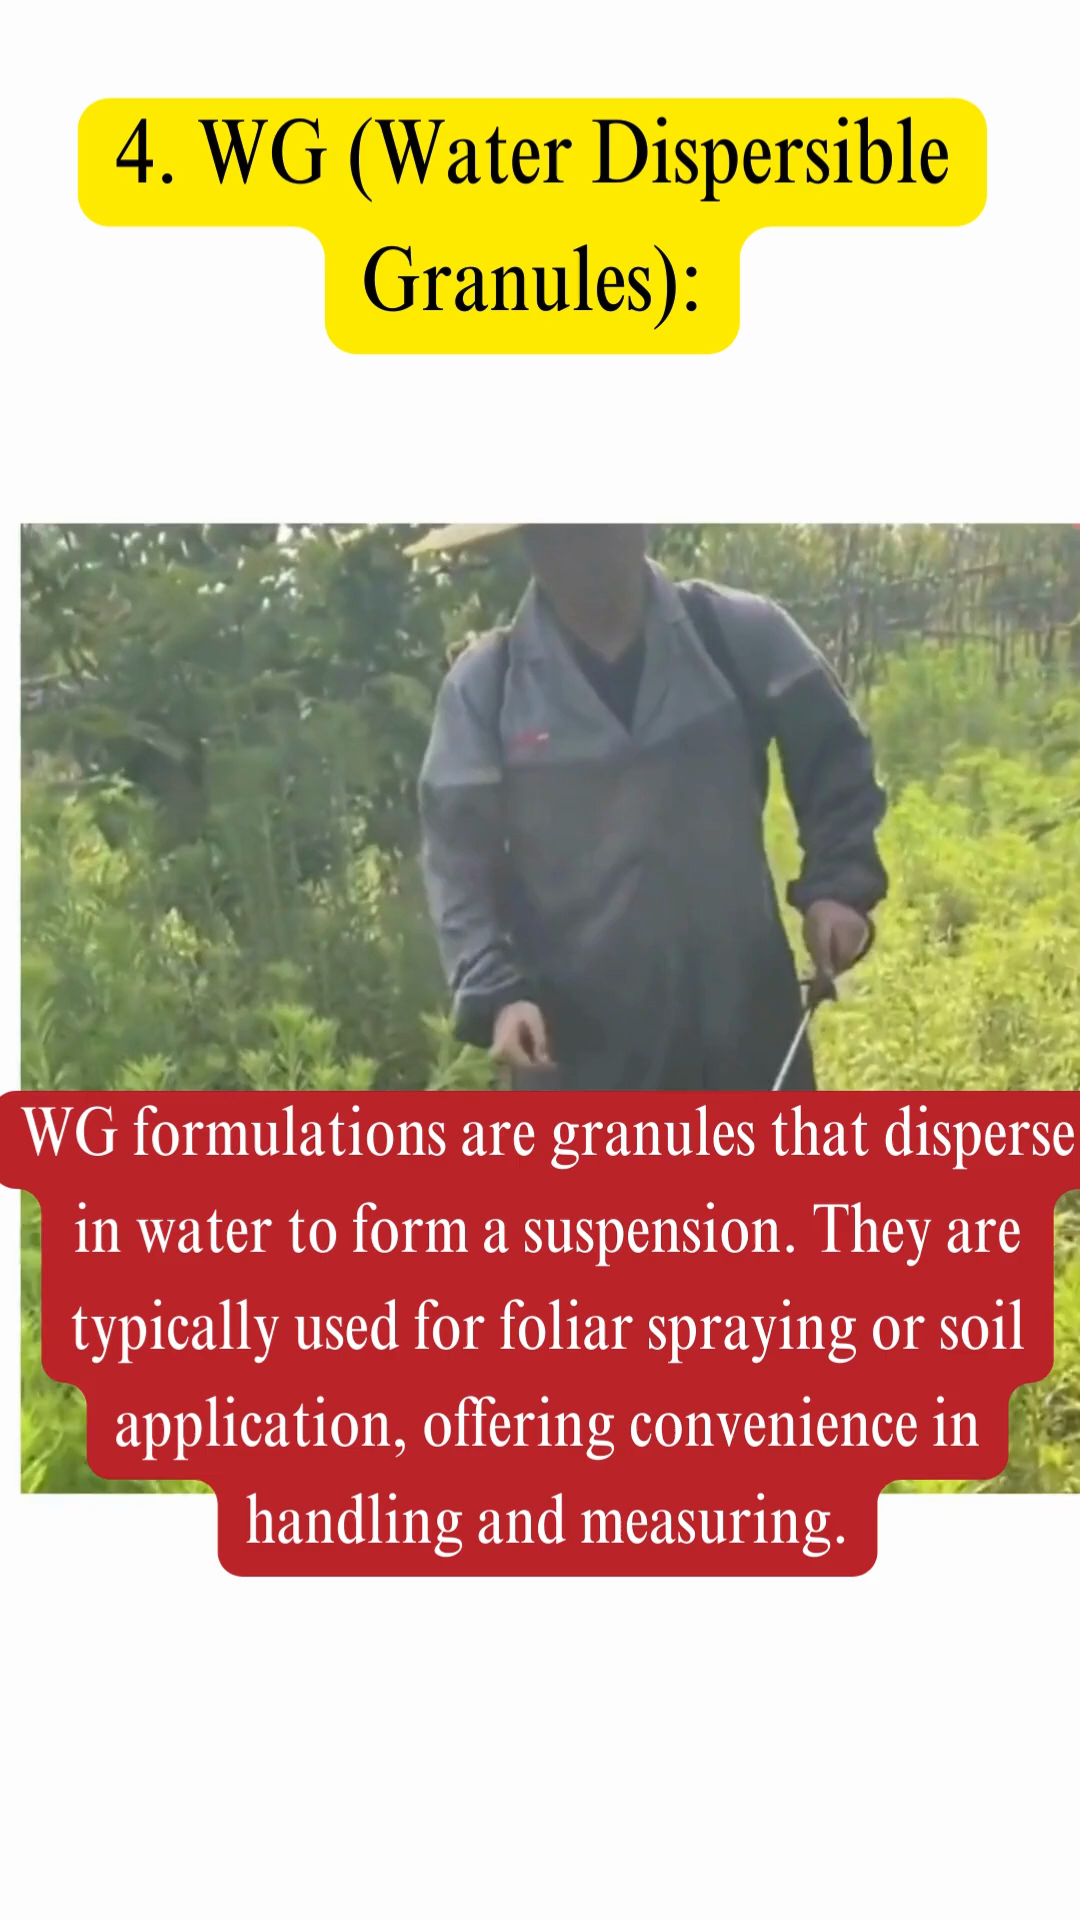 4. WG (Water Dispersible
Granules):
WG formulations are granules that disperse
in water to form a suspension. They are
typically used for foliar spraying or soil
application, offering convenience in
handling and measuring.